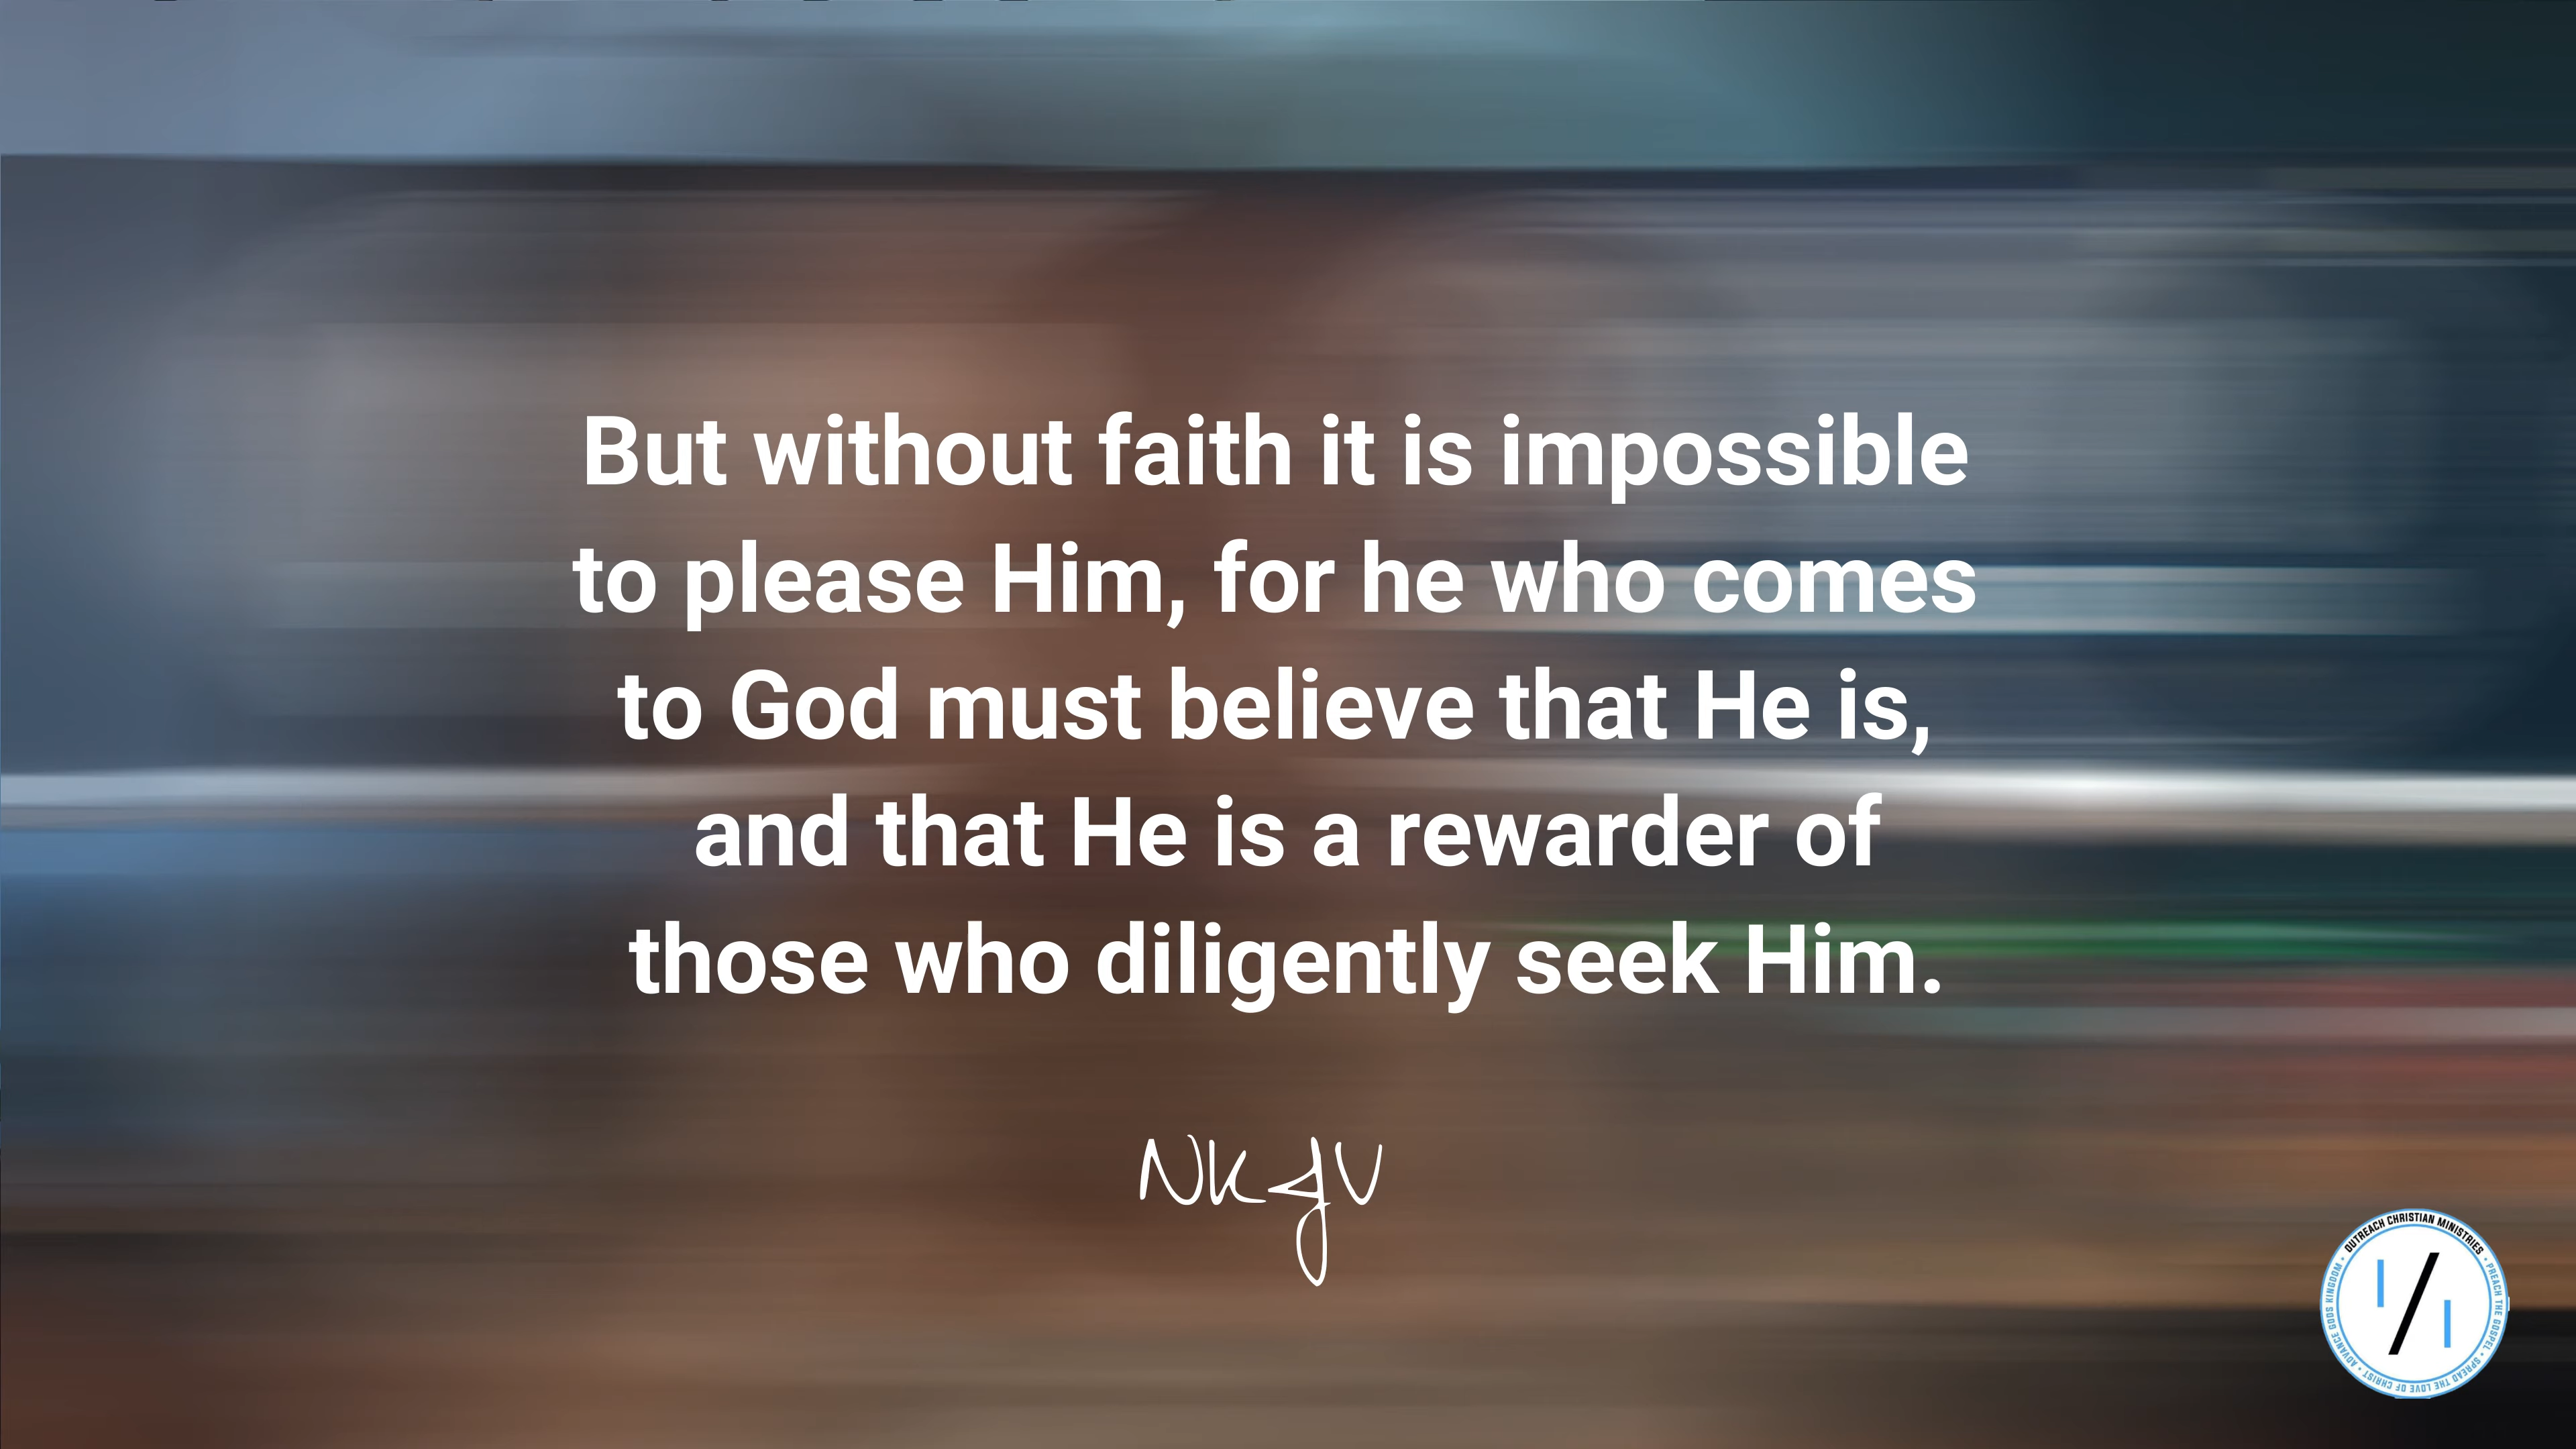 But without faith it is impossible
to please Him, for he who comes
to God must believe that He is,
and that He is a rewarder of
those who diligently seek Him.
NKJV
OUTREACH CHRISTIAN MINISTRIES • PREACH THE GOSPEL • SPREAD THE LOVE OF CHRIST • ADVANCE GODS KINGDOM •